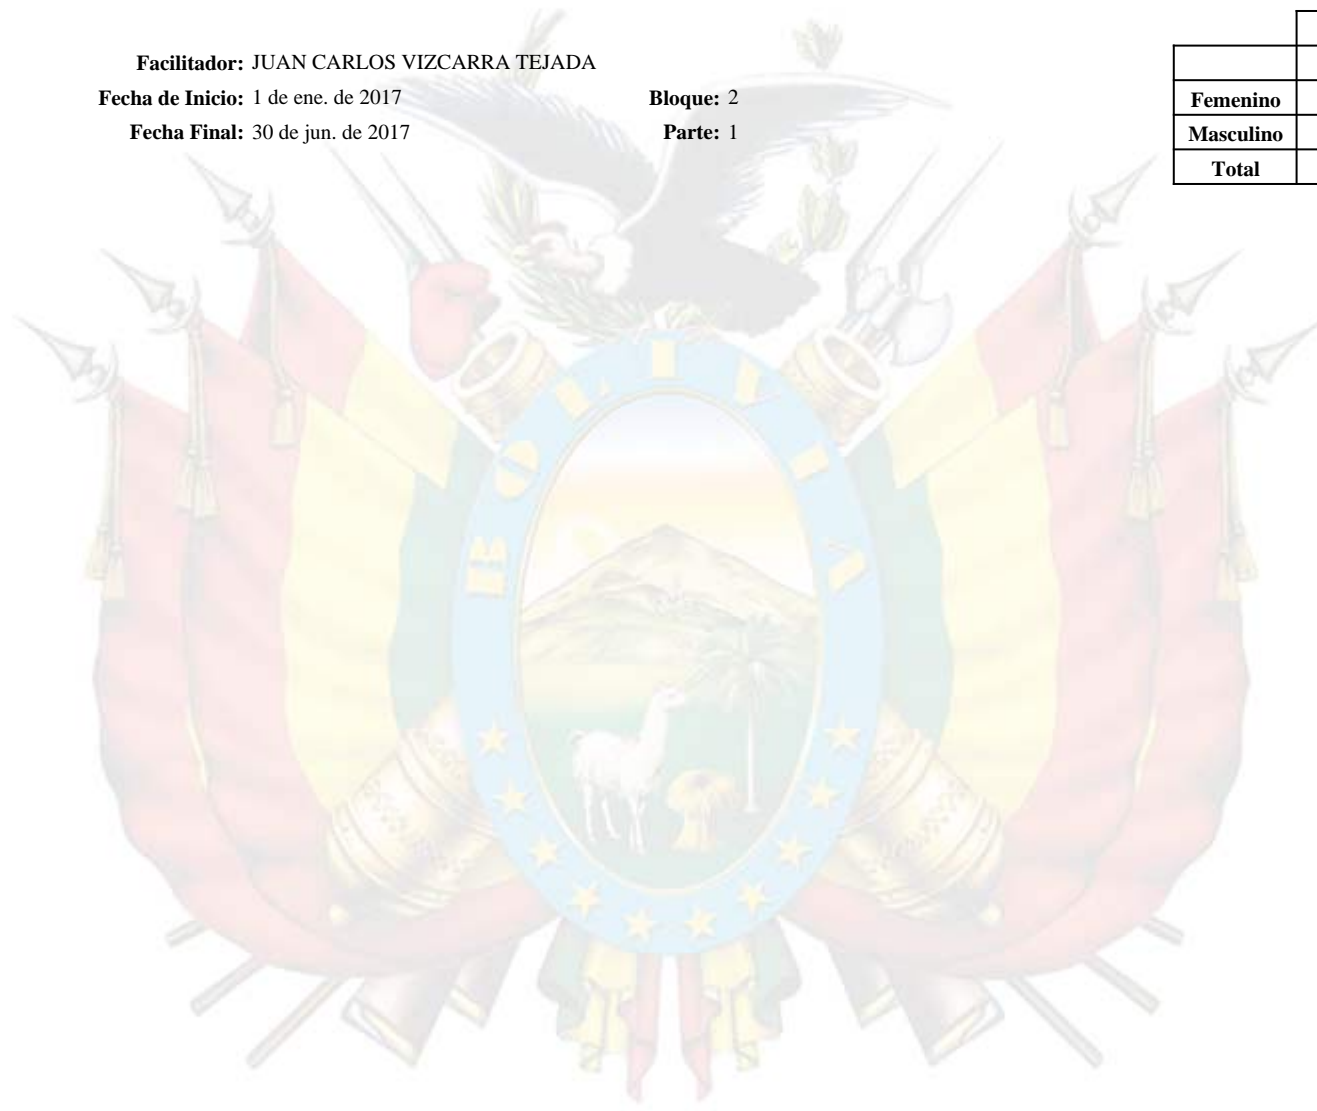 Facilitador: JUAN CARLOS VIZCARRA TEJADA
Fecha de Inicio: 1 de ene. de 2017 Bloque: 2
Fecha Final: 30 de jun. de 2017 Parte: 1
Femenino
Masculino
Total
BOLIVIA